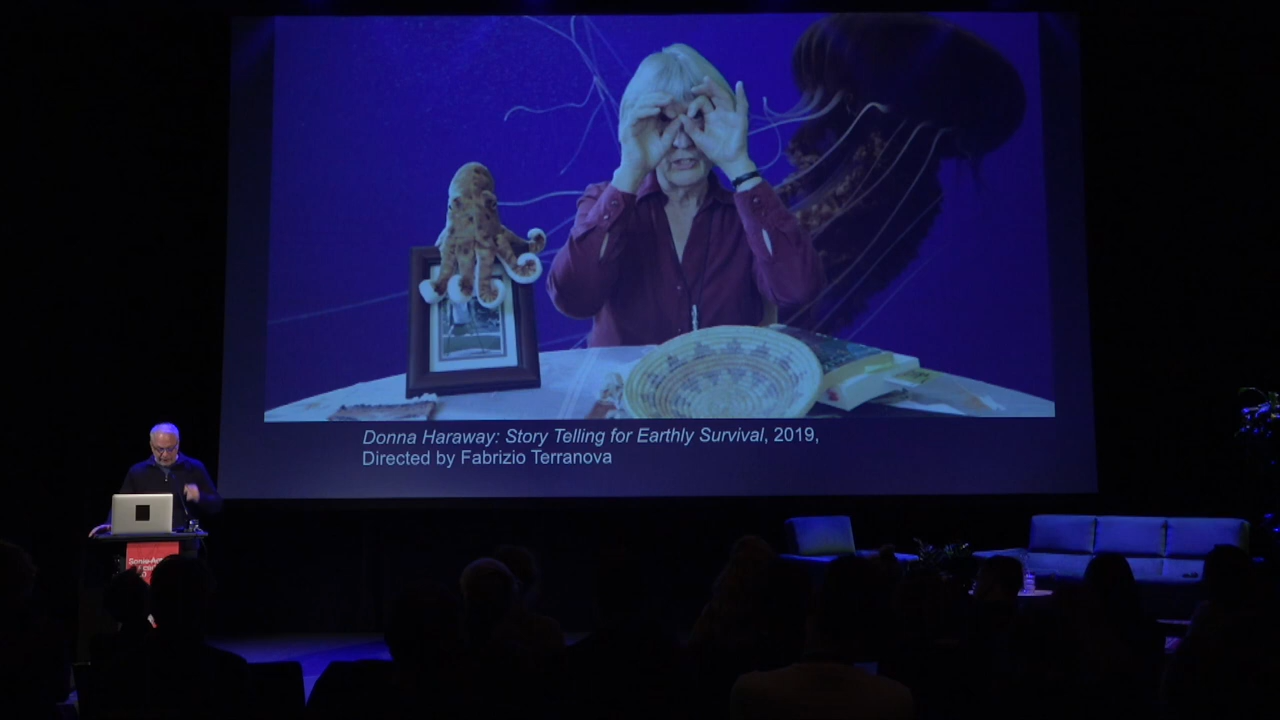 Donna Haraway: Story Telling for Earthly Survival, 2019,
Directed by Fabrizio Terranova